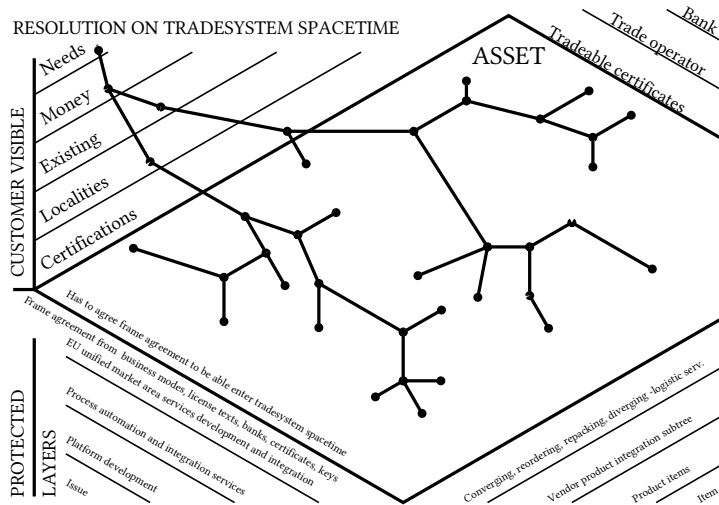 RESOLUTION ON TRADESYSTEM SPACETIME
Bank
Trade operator
Tradeable certificates
ASSET
CUSTOMER VISIBLE
Needs
Money
Existing
Localities
Certifications
Has to agree frame agreement to be able enter tradesystem spacetime
Frame agreement from business modes, license texts, banks, certificates, keys
EU unified market area services development and integration
Process automation and integration services
Platform development
Issue
PROTECTED
LAYERS
Converging, reordering, repacking, diverging -logistic serv.
Vendor product integration subtree
Product items
Item